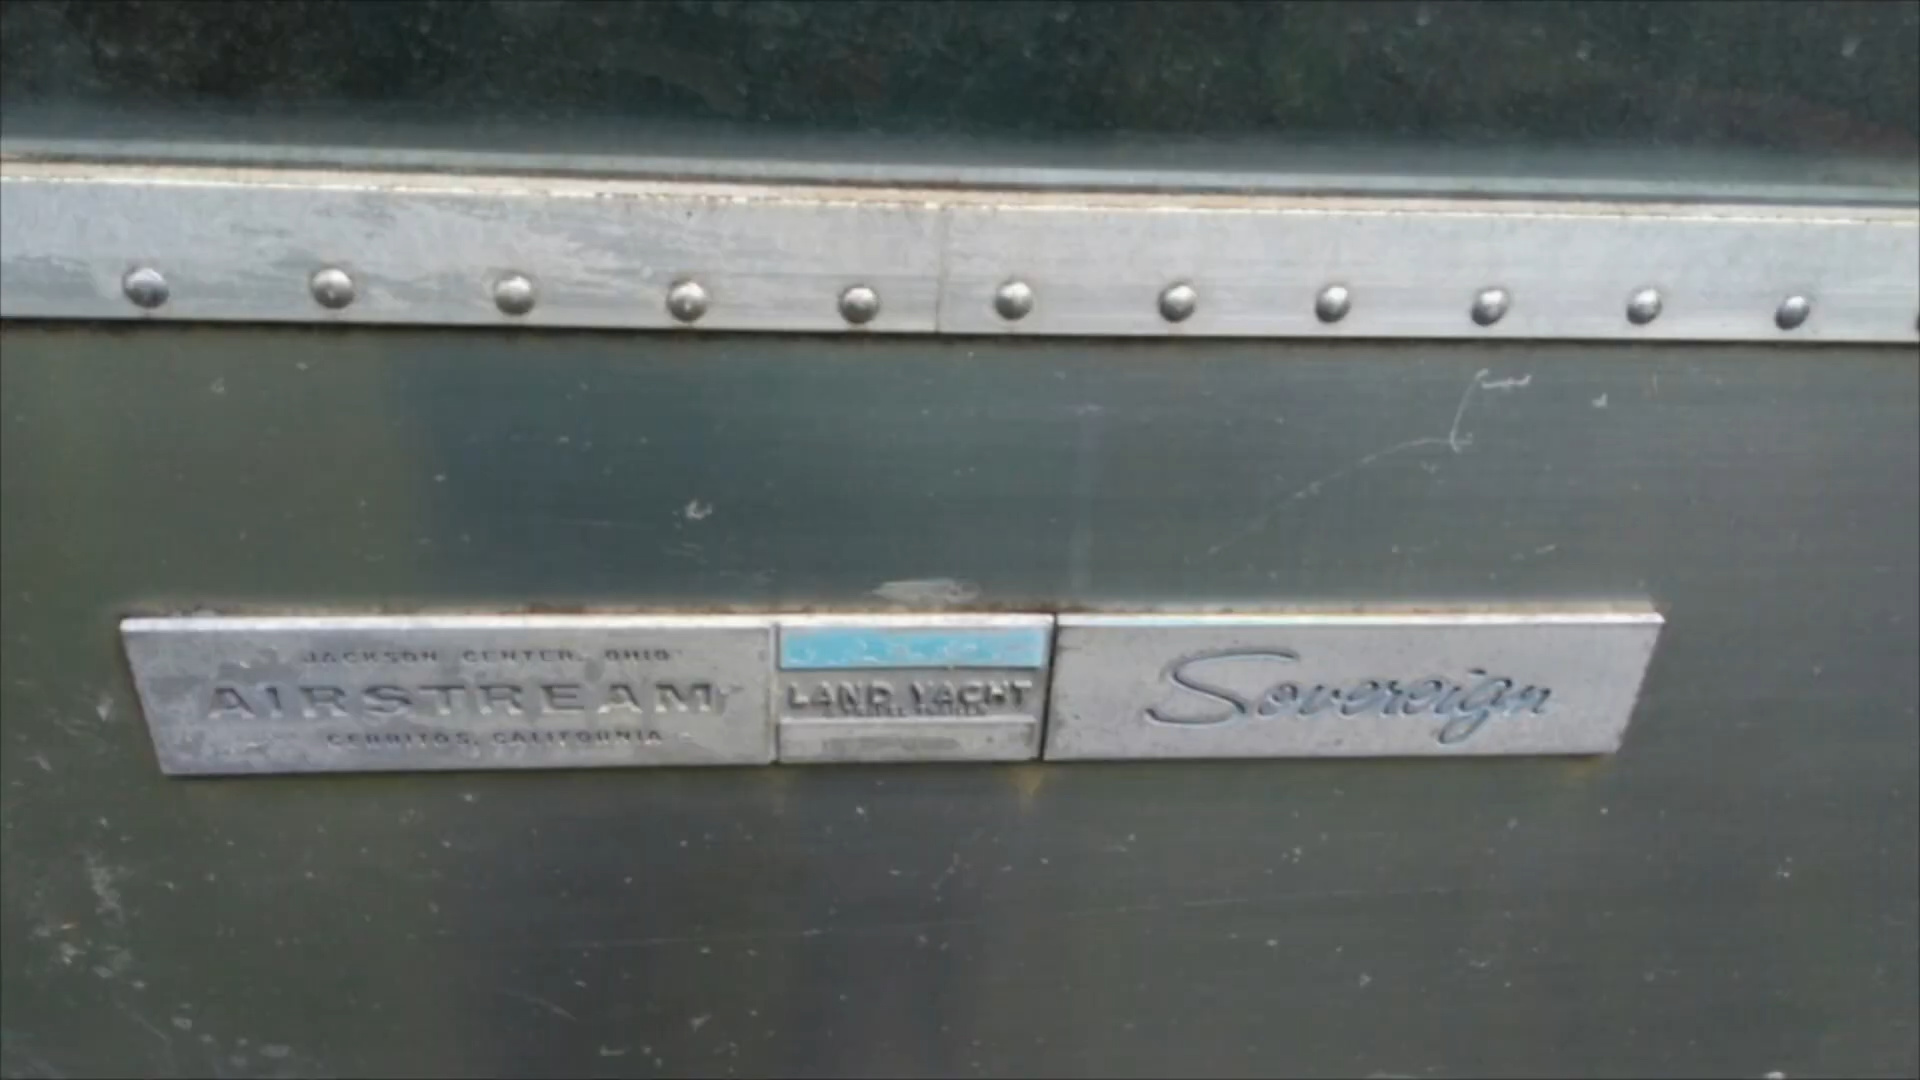 JACKSON CENTER, OHIO
AIRSTREAM
CERRITOS, CALIFORNIA
LAND YACHT
Sovereign